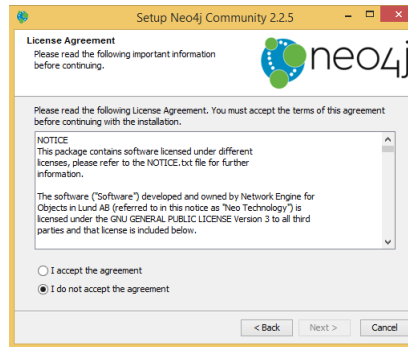 Setup Neo4j Community 2.2.5
License Agreement
Please read the following important information
before continuing.
neo4j
Please read the following License Agreement. You must accept the terms of this agreement
before continuing with the installation.
NOTICE
This package contains software licensed under different
licenses, please refer to the NOTICE.txt file for further
information.
The software ("Software") developed and owned by Network Engine for
Objects in Lund AB (referred to in this notice as "Neo Technology") is
licensed under the GNU GENERAL PUBLIC LICENSE Version 3 to all third
parties and that license is included below.
I accept the agreement
I do not accept the agreement
< Back Next > Cancel